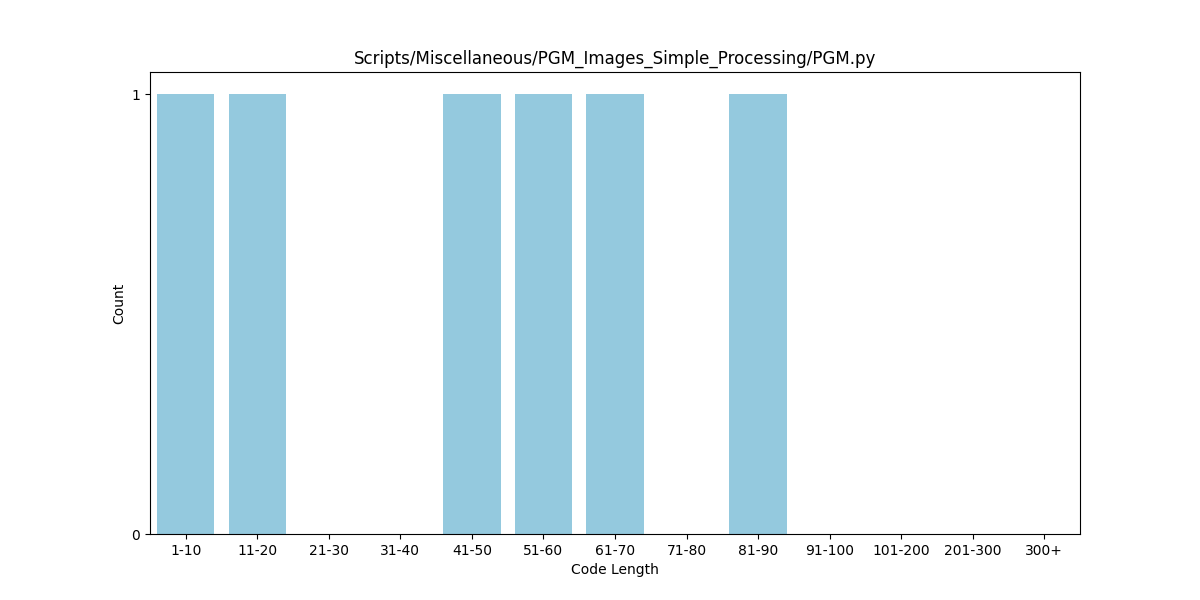 Scripts/Miscellaneous/PGM_Images_Simple_Processing/PGM.py
1
Count
0
1-10 11-20 21-30 31-40 41-50 51-60 61-70 71-80 81-90 91-100 101-200 201-300 300+
Code Length